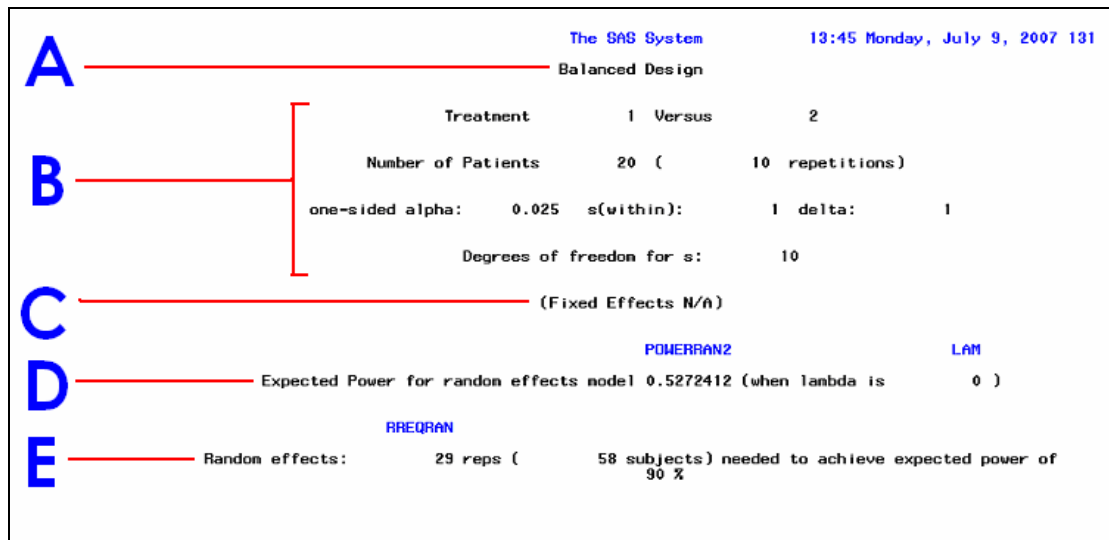 The SAS System 13:45 Monday, July 9, 2007 131
A Balanced Design
Treatment 1 Versus 2
Number of Patients 20 ( 10 repetitions)
B
one-sided alpha: 0.025 s(within): 1 delta: 1
Degrees of freedom for s: 10
C (Fixed Effects N/A)
POWERRAN2 LAM
D Expected Power for random effects model 0.5272412 (when lambda is 0 )
RREQRAN
E Random effects: 29 reps ( 58 subjects) needed to achieve expected power of
90 %